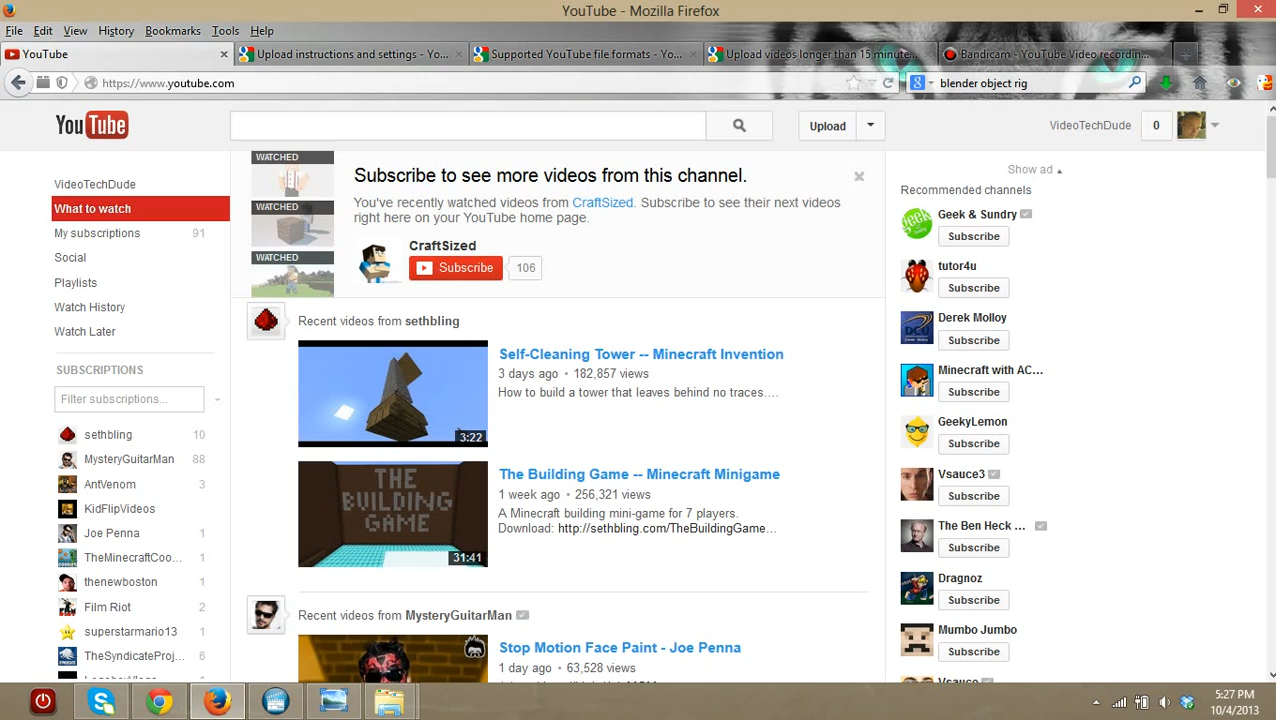 YouTube - Mozilla Firefox
File Edit View History Bookmarks Tools Help
YouTube
Upload instructions and settings - Yo...
Supported YouTube file formats - You...
Upload videos longer than 15 minute...
Bandicam - YouTube Video recordin...
https://www.youtube.com
blender object rig
YouTube
Upload
VideoTechDude 0
VideoTechDude
What to watch
My subscriptions 91
Social
Playlists
Watch History
Watch Later
SUBSCRIPTIONS
Filter subscriptions...
sethbling 10
MysteryGuitarMan 88
AntVenom 3
KidFlipVideos
Joe Penna 1
TheMinecraftCoo... 1
thenewboston 1
Film Riot 2
superstarmario13 1
TheSyndicateProj... 6
WATCHED
WATCHED
WATCHED
Subscribe to see more videos from this channel.
You've recently watched videos from CraftSized. Subscribe to see their next videos
right here on your YouTube home page.
CraftSized
Subscribe 106
Recent videos from sethbling
3:22
Self-Cleaning Tower -- Minecraft Invention
3 days ago • 182,857 views
How to build a tower that leaves behind no traces....
THE
BUILDING
GAME
31:41
The Building Game -- Minecraft Minigame
1 week ago • 256,321 views
A Minecraft building mini-game for 7 players.
Download: http://sethbling.com/TheBuildingGame...
Recent videos from MysteryGuitarMan
Stop Motion Face Paint - Joe Penna
1 day ago • 63,528 views
Show ad
Recommended channels
Geek & Sundry
Subscribe
tutor4u
Subscribe
DCU
Derek Molloy
Subscribe
Minecraft with AC...
Subscribe
GeekyLemon
Subscribe
Vsauce3
Subscribe
The Ben Heck ...
Subscribe
Dragnoz
Subscribe
Mumbo Jumbo
Subscribe
Vsauce
5:27 PM
10/4/2013